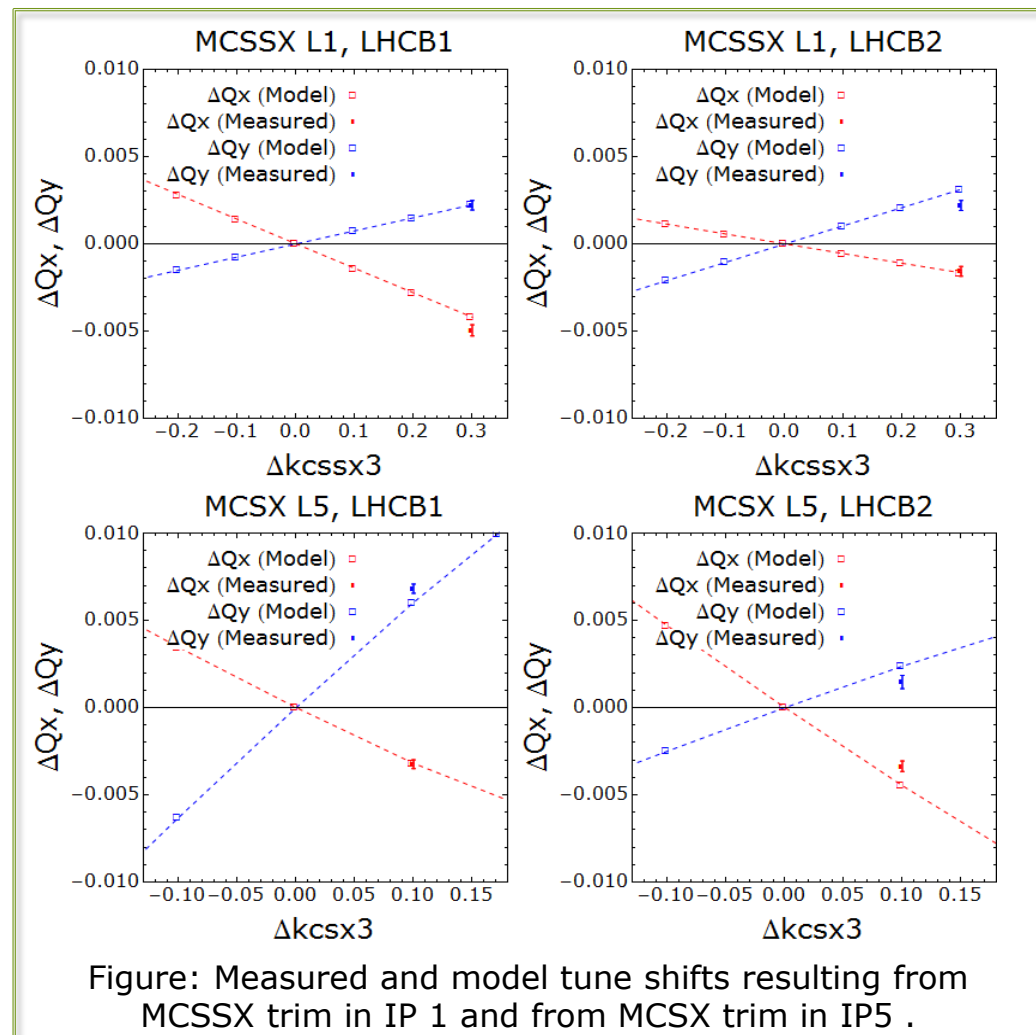 MCSSX L1, LHCB1
0.010
0.005
0.000
−0.005
−0.010
ΔQx, ΔQy
ΔQx (Model)
ΔQx (Measured)
ΔQy (Model)
ΔQy (Measured)
−0.2 −0.1 0.0 0.1 0.2 0.3
Δkcssx3
MCSSX L1, LHCB2
0.010
0.005
0.000
−0.005
−0.010
ΔQx, ΔQy
ΔQx (Model)
ΔQx (Measured)
ΔQy (Model)
ΔQy (Measured)
−0.2 −0.1 0.0 0.1 0.2 0.3
Δkcssx3
MCSX L5, LHCB1
0.010
0.005
0.000
−0.005
−0.010
ΔQx, ΔQy
ΔQx (Model)
ΔQx (Measured)
ΔQy (Model)
ΔQy (Measured)
−0.10 −0.05 0.00 0.05 0.10 0.15
Δkcsx3
MCSX L5, LHCB2
0.010
0.005
0.000
−0.005
−0.010
ΔQx, ΔQy
ΔQx (Model)
ΔQx (Measured)
ΔQy (Model)
ΔQy (Measured)
−0.10 −0.05 0.00 0.05 0.10 0.15
Δkcsx3
Figure: Measured and model tune shifts resulting from
MCSSX trim in IP 1 and from MCSX trim in IP5 .